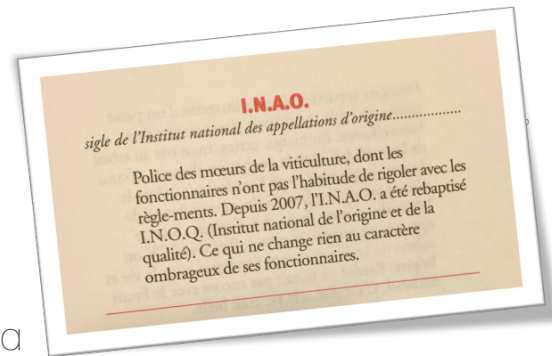 I.N.A.O.
sigle de l'Institut national des appellations d'origine..................
Police des mœurs de la viticulture, dont les
fonctionnaires n'ont pas l'habitude de rigoler avec les
règle-ments. Depuis 2007, l'I.N.A.O. a été rebaptisé
I.N.O.Q. (Institut national de l'origine et de la
qualité). Ce qui ne change rien au caractère
ombrageux de ses fonctionnaires.
a